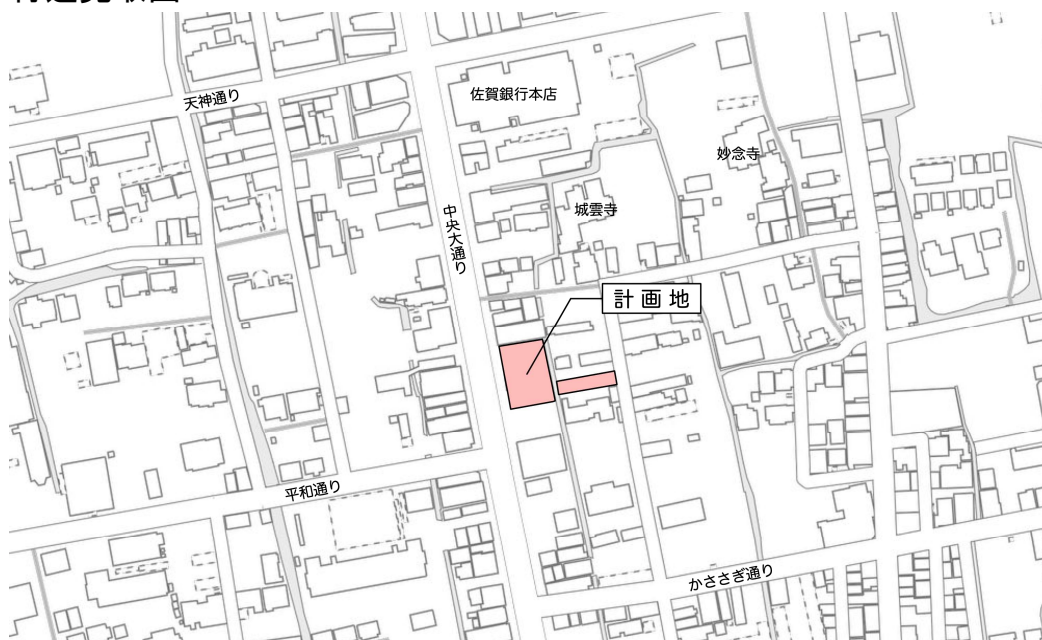 佐賀銀行本店
天神通り
妙念寺
城雲寺
中央大通り
計画地
平和通り
かささぎ通り